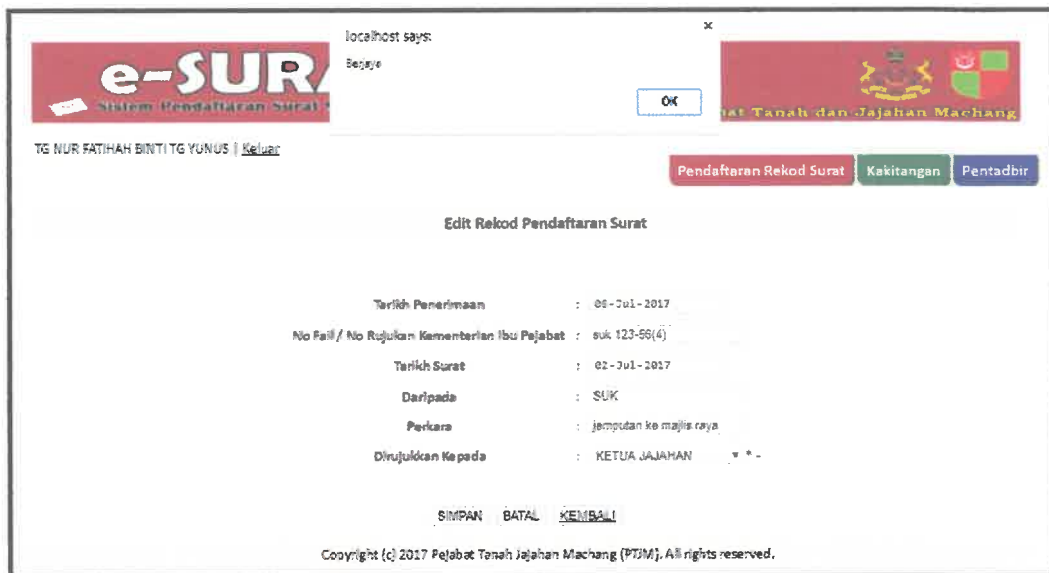 localhost says:
×
Berjaya
OK
e-SURA
Sistem Pendaftaran Surat
Tanah dan Jajahan Machang
TG NUR FATIHAH BINTI TG YUNUS | Keluar
Pendaftaran Rekod Surat Kakitangan Pentadbir
Edit Rekod Pendaftaran Surat
Tarikh Penerimaan : 06-Jul-2017
No Fail / No Rujukan Kementerian Ibu Pejabat : suk 123-56(4)
Tarikh Surat : 02-Jul-2017
Daripada : SUK
Perkara : jemputan ke majlis raya
Dirujukkan Kepada : KETUA JAJAHAN * -
SIMPAN BATAL KEMBALI
Copyright (c) 2017 Pejabat Tanah Jajahan Machang (PTJM). All rights reserved.